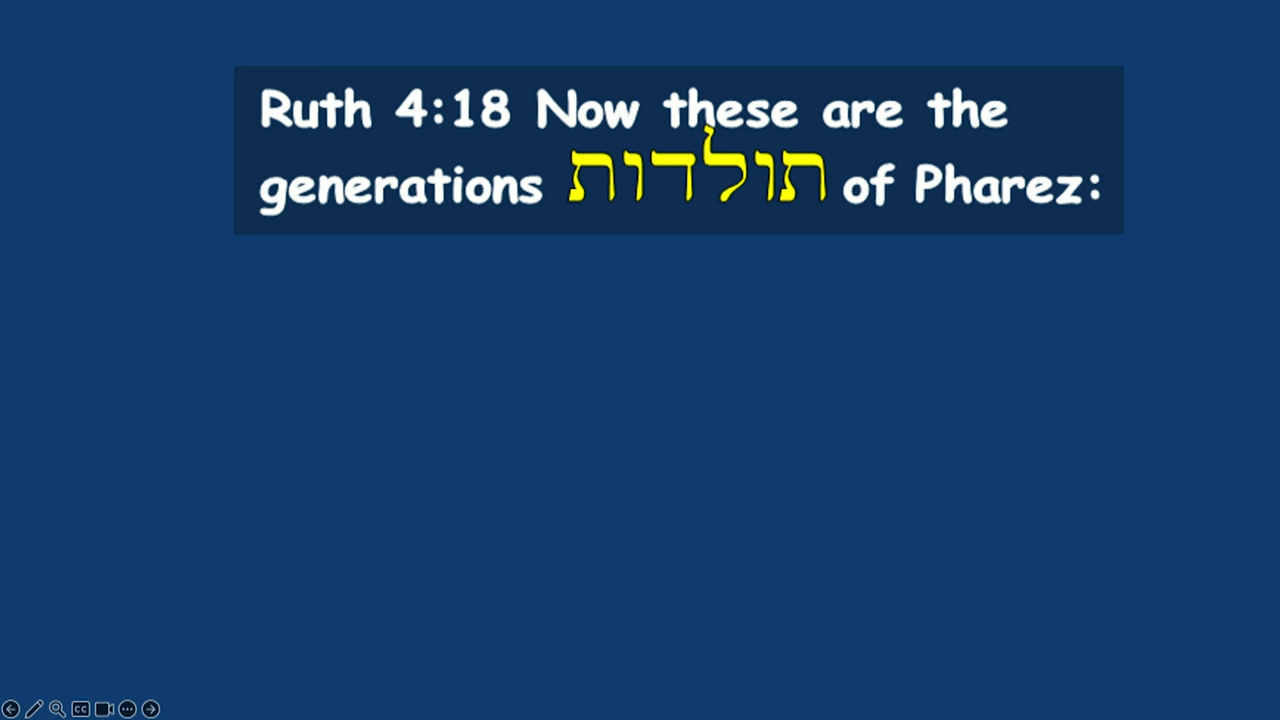 Ruth 4:18 Now these are the
generations תולדות of Pharez: